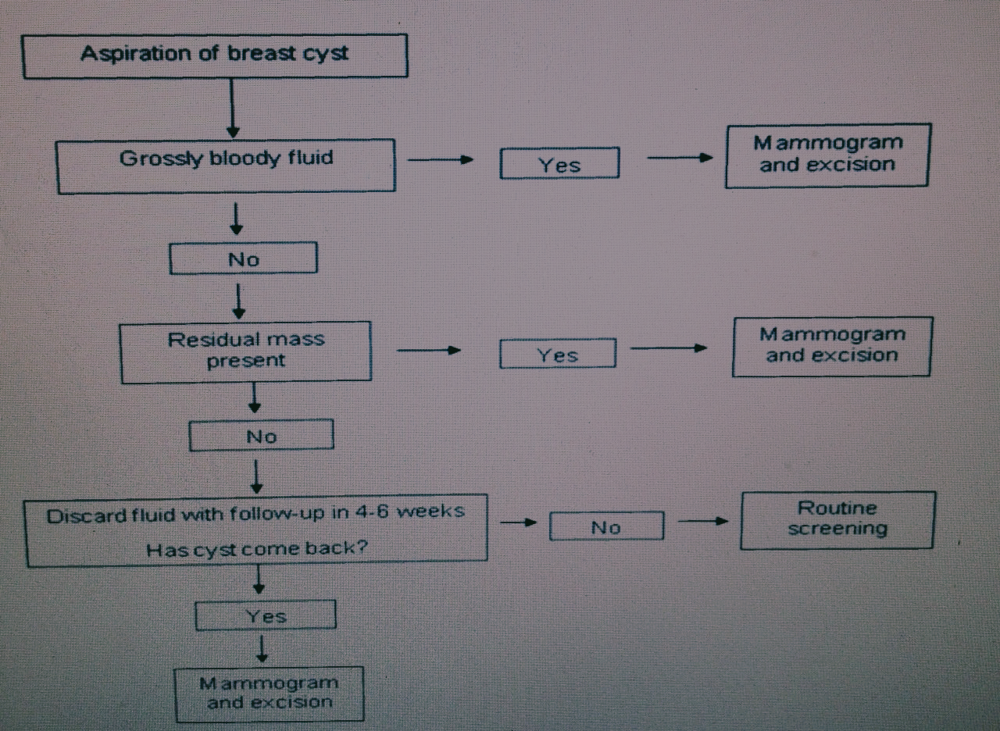 Aspiration of breast cyst
Grossly bloody fluid
Yes
Mammogram
and excision
No
Residual mass
present
Yes
Mammogram
and excision
No
Discard fluid with follow-up in 4-6 weeks
Has cyst come back?
No
Routine
screening
Yes
Mammogram
and excision